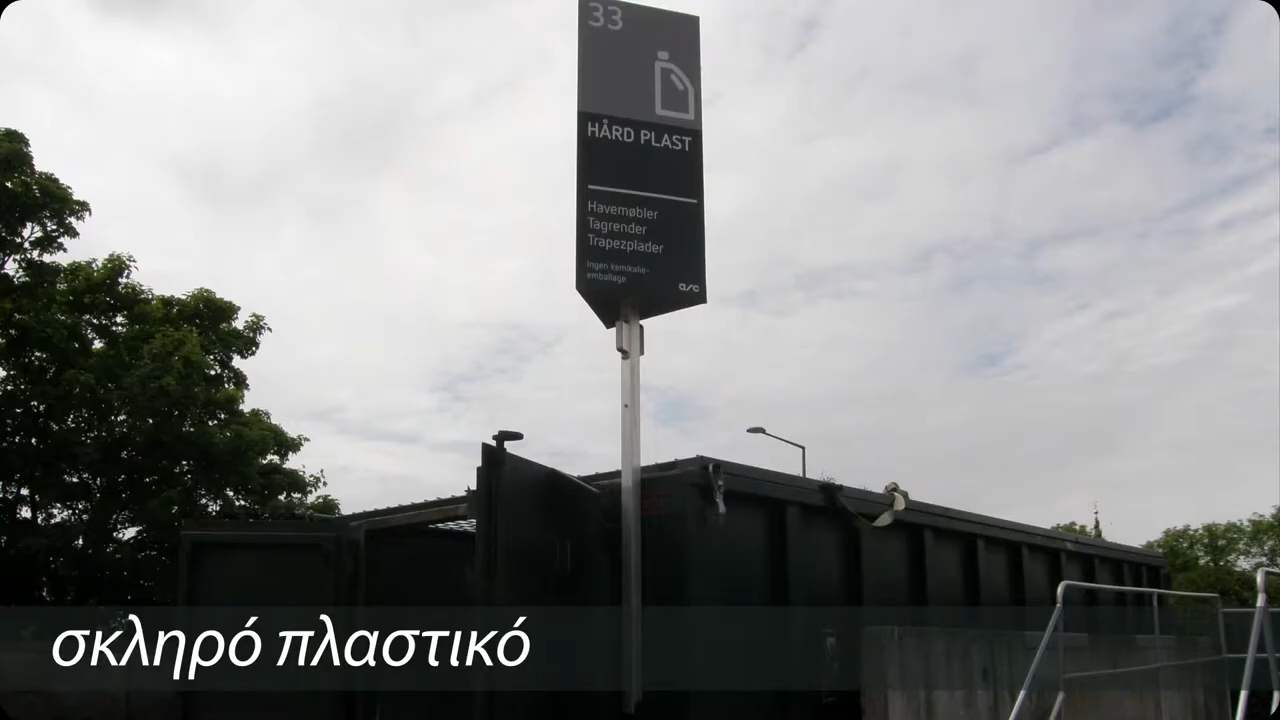 33
HÅRD PLAST
Havemøbler
Tagrender
Trapezplader
Ingen kemikalie-
emballage
arc
σκληρό πλαστικό